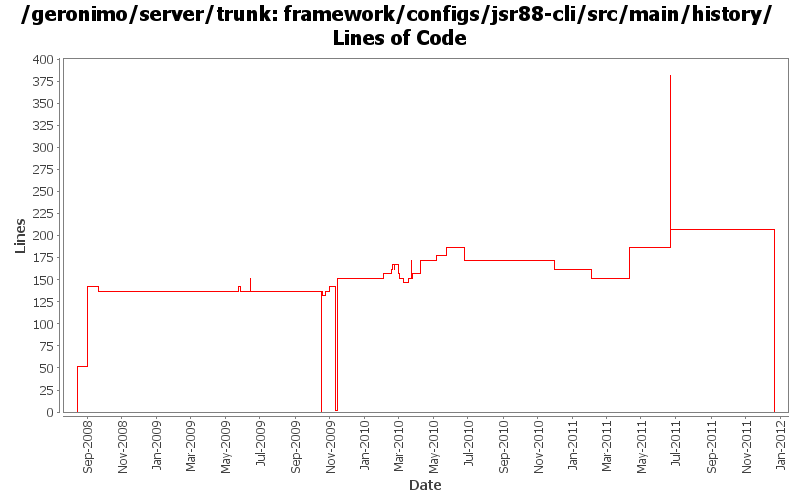 /geronimo/server/trunk: framework/configs/jsr88-cli/src/main/history/
Lines of Code
400
375
350
325
300
275
250
225
200
175
150
125
100
75
50
25
0
Lines
Sep-2008
Nov-2008
Jan-2009
Mar-2009
May-2009
Jul-2009
Sep-2009
Nov-2009
Jan-2010
Mar-2010
May-2010
Jul-2010
Sep-2010
Nov-2010
Jan-2011
Mar-2011
May-2011
Jul-2011
Sep-2011
Nov-2011
Jan-2012
Date